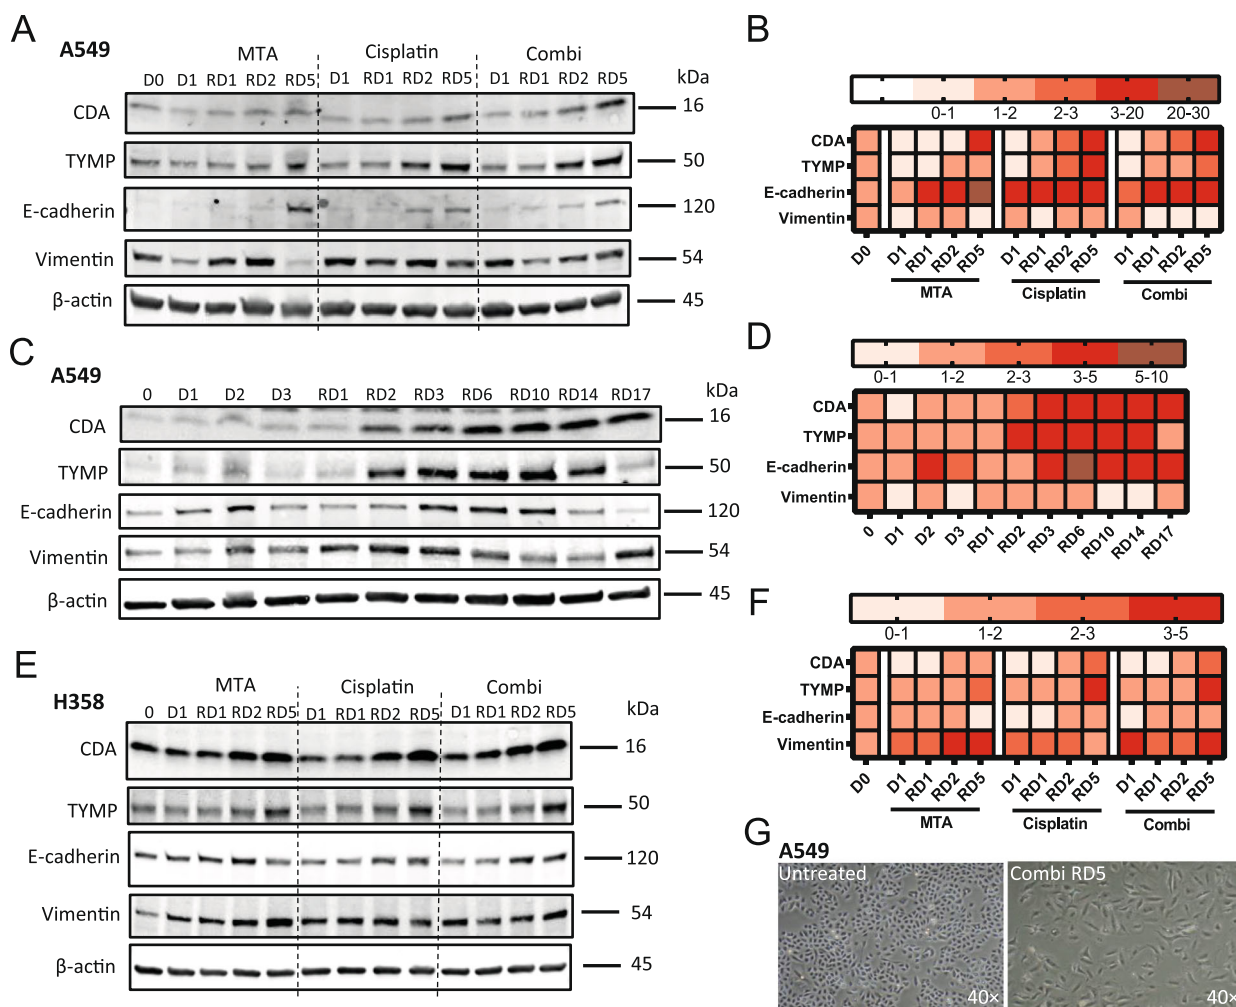 A
A549
MTA
Cisplatin
Combi
D0 D1 RD1 RD2 RD5 D1 RD1 RD2 RD5 D1 RD1 RD2 RD5
kDa
CDA
16
TYMP
50
E-cadherin
120
Vimentin
54
β-actin
45
B
0-1 1-2 2-3 3-20 20-30
CDA
TYMP
E-cadherin
Vimentin
D0 D1 RD1 RD2 RD5 D1 RD1 RD2 RD5 D1 RD1 RD2 RD5
MTA Cisplatin Combi
C
A549
0 D1 D2 D3 RD1 RD2 RD3 RD6 RD10 RD14 RD17
kDa
CDA
16
TYMP
50
E-cadherin
120
Vimentin
54
β-actin
45
D
0-1 1-2 2-3 3-5 5-10
CDA
TYMP
E-cadherin
Vimentin
0 D1 D2 D3 RD1 RD2 RD3 RD6 RD10 RD14 RD17
E
H358
MTA
Cisplatin
Combi
0 D1 RD1 RD2 RD5 D1 RD1 RD2 RD5 D1 RD1 RD2 RD5
kDa
CDA
16
TYMP
50
E-cadherin
120
Vimentin
54
β-actin
45
F
0-1 1-2 2-3 3-5
CDA
TYMP
E-cadherin
Vimentin
D0 D1 RD1 RD2 RD5 D1 RD1 RD2 RD5 D1 RD1 RD2 RD5
MTA Cisplatin Combi
G
A549
Untreated
40×
Combi RD5
40×